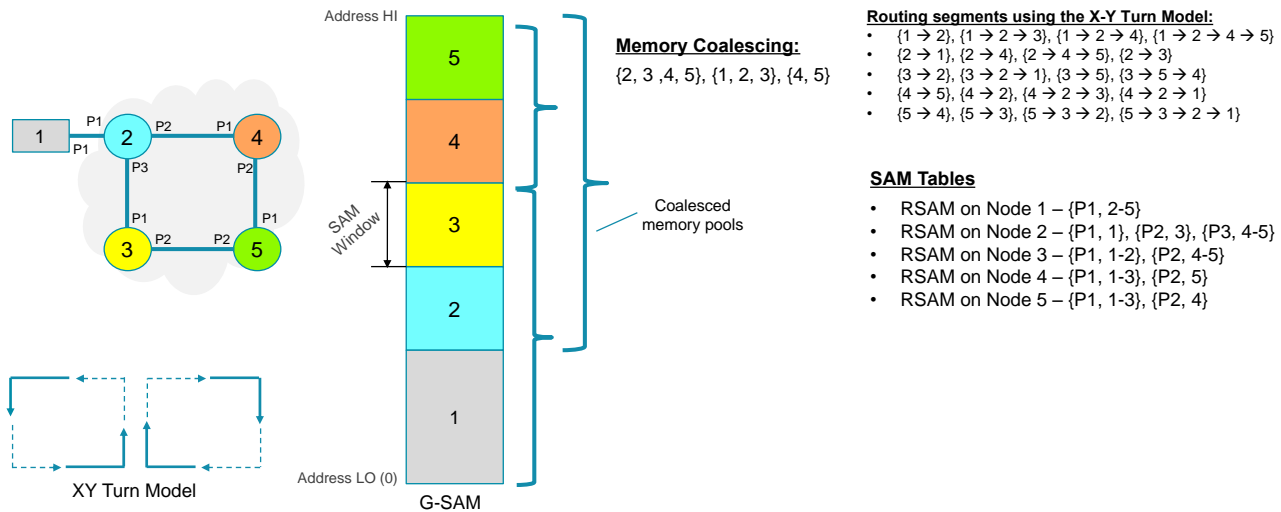 Address HI
5
4
3
2
1
SAM
Window
Address LO (0)
G-SAM
Coalesced
memory pools
1
P1
P1
2
P2
P3
P1
4
P2
P1
3
P2
P2
5
P1
XY Turn Model
Memory Coalescing:
{2, 3 ,4, 5}, {1, 2, 3}, {4, 5}
Routing segments using the X-Y Turn Model:
• {1 → 2}, {1 → 2 → 3}, {1 → 2 → 4}, {1 → 2 → 4 → 5}
• {2 → 1}, {2 → 4}, {2 → 4 → 5}, {2 → 3}
• {3 → 2}, {3 → 2 → 1}, {3 → 5}, {3 → 5 → 4}
• {4 → 5}, {4 → 2}, {4 → 2 → 3}, {4 → 2 → 1}
• {5 → 4}, {5 → 3}, {5 → 3 → 2}, {5 → 3 → 2 → 1}
SAM Tables
• RSAM on Node 1 – {P1, 2-5}
• RSAM on Node 2 – {P1, 1}, {P2, 3}, {P3, 4-5}
• RSAM on Node 3 – {P1, 1-2}, {P2, 4-5}
• RSAM on Node 4 – {P1, 1-3}, {P2, 5}
• RSAM on Node 5 – {P1, 1-3}, {P2, 4}